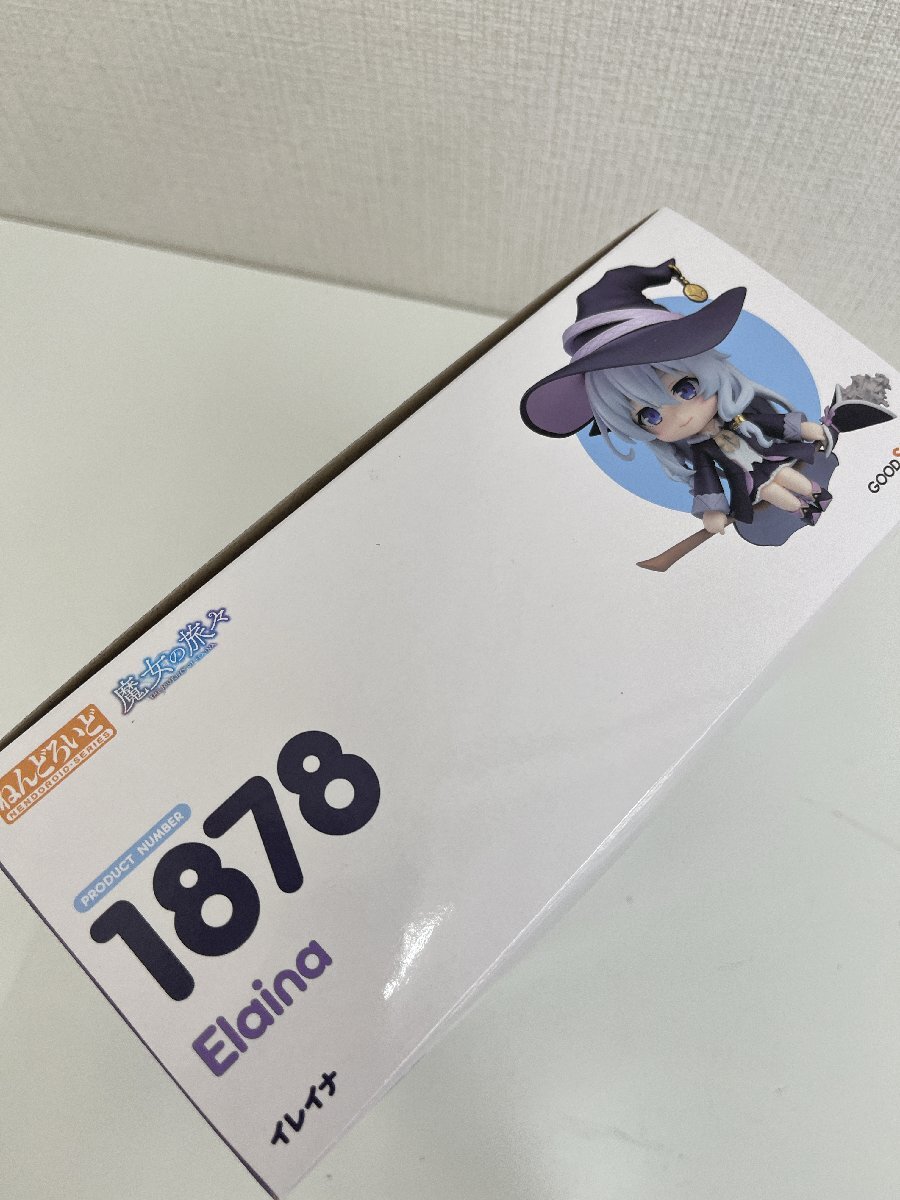 魔女の旅々
ねんどろいど
NENDOROID・SERIES
PRODUCT NUMBER
1878
Elaina
イレイナ
GOOD S